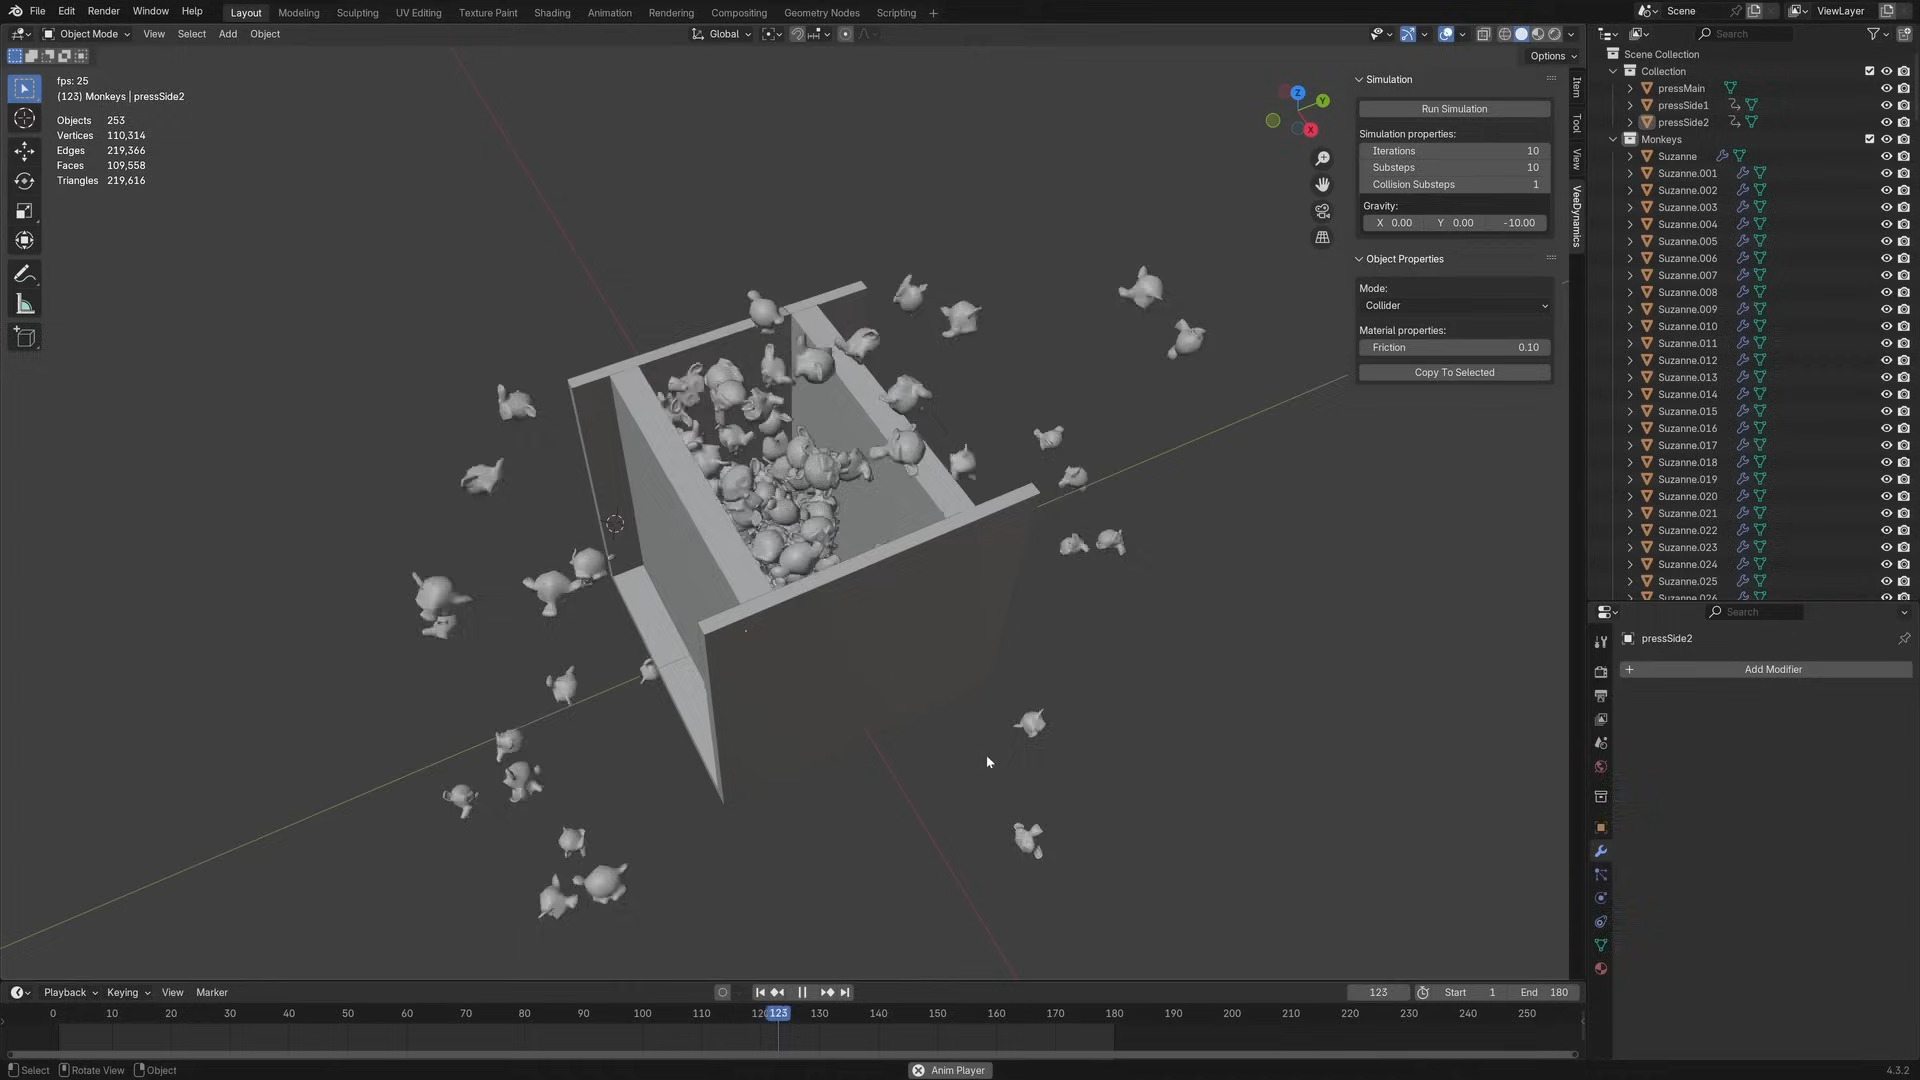 File Edit Render Window Help
Layout Modeling Sculpting UV Editing Texture Paint Shading Animation Rendering Compositing Geometry Nodes Scripting +
Scene
ViewLayer
Object Mode View Select Add Object
Global
Search
Options
fps: 25
(123) Monkeys | pressSide2
Objects 253
Vertices 110,314
Edges 219,366
Faces 109,558
Triangles 219,616
Z
Y
X
Simulation
Run Simulation
Simulation properties:
Iterations 10
Substeps 10
Collision Substeps 1
Gravity:
X 0.00 Y 0.00 -10.00
Object Properties
Mode:
Collider
Material properties:
Friction 0.10
Copy To Selected
Item
Tool
View
VeeDynamics
Scene Collection
Collection
pressMain
pressSide1
pressSide2
Monkeys
Suzanne
Suzanne.001
Suzanne.002
Suzanne.003
Suzanne.004
Suzanne.005
Suzanne.006
Suzanne.007
Suzanne.008
Suzanne.009
Suzanne.010
Suzanne.011
Suzanne.012
Suzanne.013
Suzanne.014
Suzanne.015
Suzanne.016
Suzanne.017
Suzanne.018
Suzanne.019
Suzanne.020
Suzanne.021
Suzanne.022
Suzanne.023
Suzanne.024
Suzanne.025
Suzanne.026
Search
pressSide2
+ Add Modifier
Playback Keying View Marker
123 Start 1 End 180
0 10 20 30 40 50 60 70 80 90 100 110 120 123 130 140 150 160 170 180 190 200 210 220 230 240 250
Select Rotate View Object
Anim Player
4.3.2